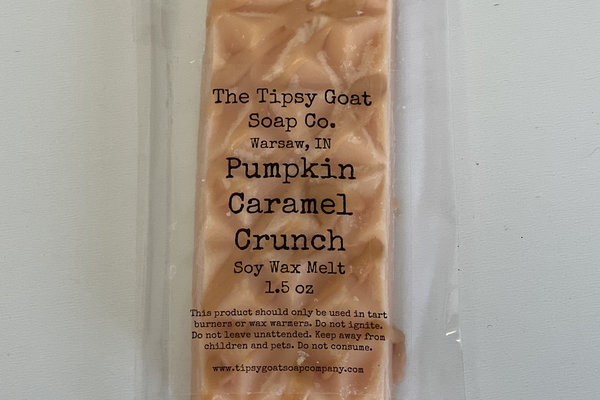 The Tipsy Goat
Soap Co.
Warsaw, IN
Pumpkin
Caramel
Crunch
Soy Wax Melt
1.5 oz
This product should only be used in tart
burners or wax warmers. Do not ignite.
Do not leave unattended. Keep away from
children and pets. Do not consume.
www.tipsygoatsoapcompany.com